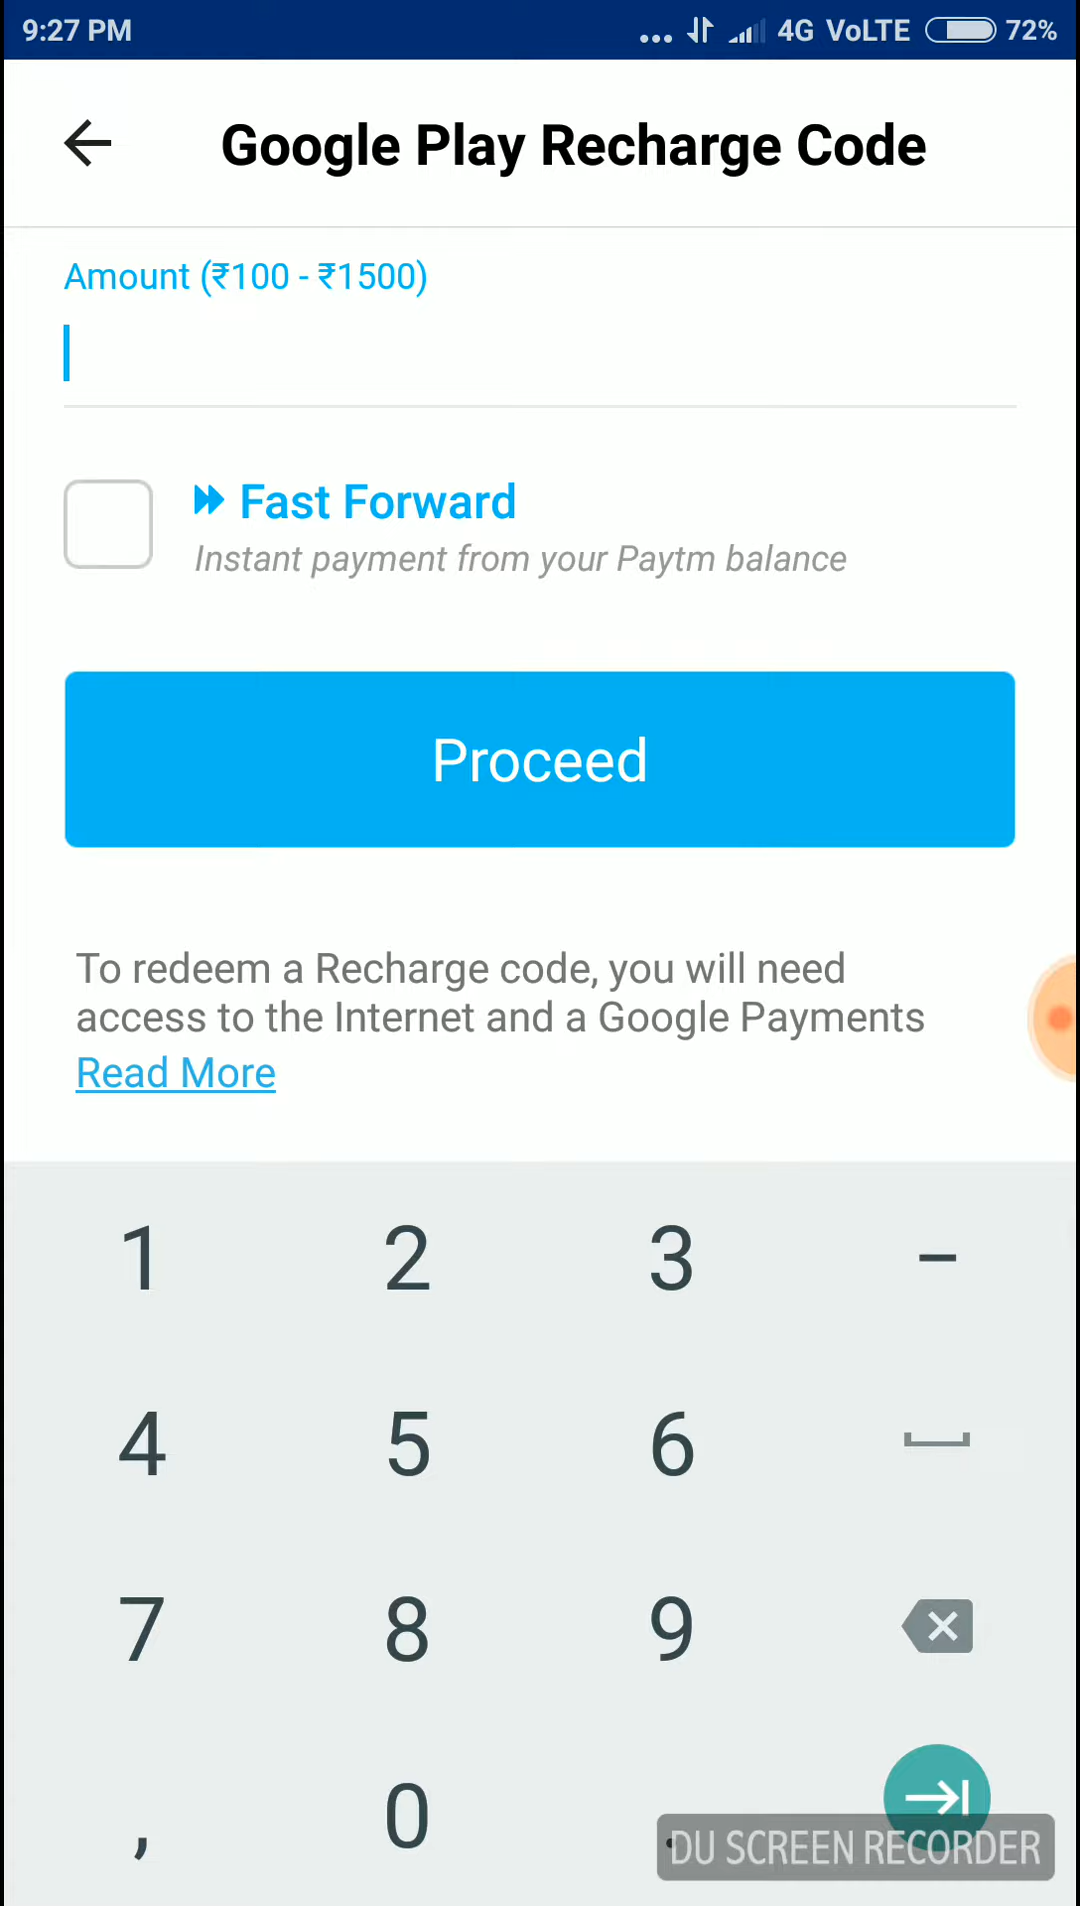 9:27 PM
... 4G VoLTE 72%
Google Play Recharge Code
Amount (₹100 - ₹1500)
Fast Forward
Instant payment from your Paytm balance
Proceed
To redeem a Recharge code, you will need
access to the Internet and a Google Payments
Read More
1 2 3 –
4 5 6
7 8 9
, 0 .
DU SCREEN RECORDER